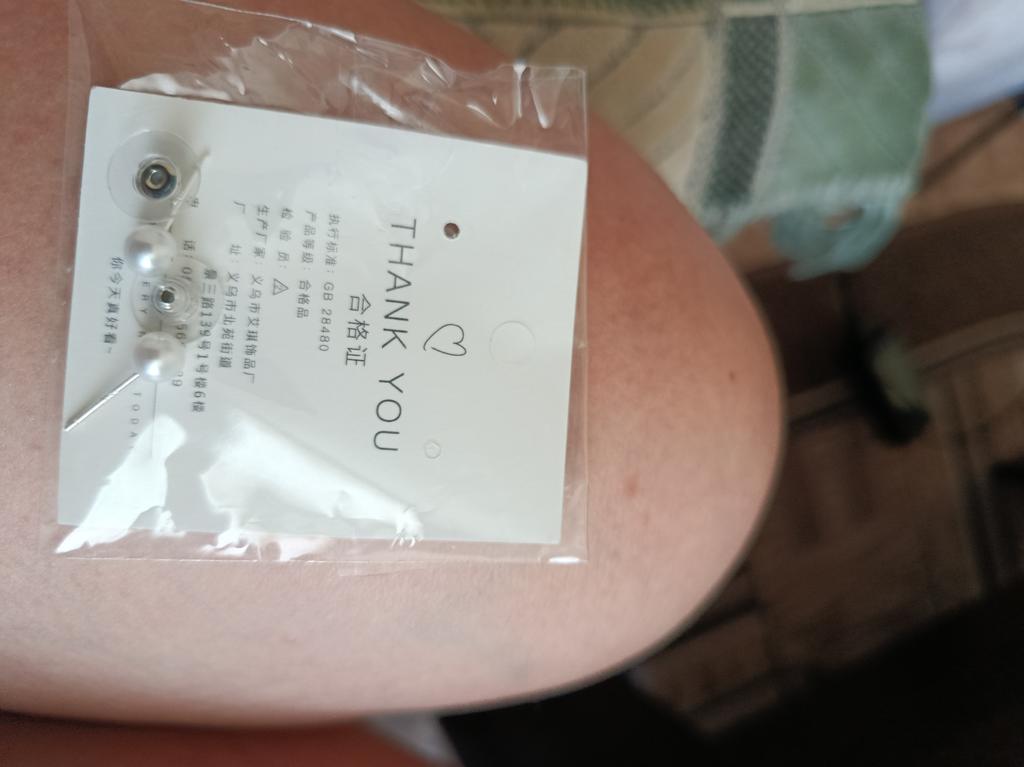 THANK YOU
合格证
执行标准：GB 28480
产品等级：合格品
检 验 员：
生产厂家：义乌市艾琪饰品厂
厂 址：义乌市北苑街道
景三路139号1号楼6楼
话：
TODA
你今天真好看~